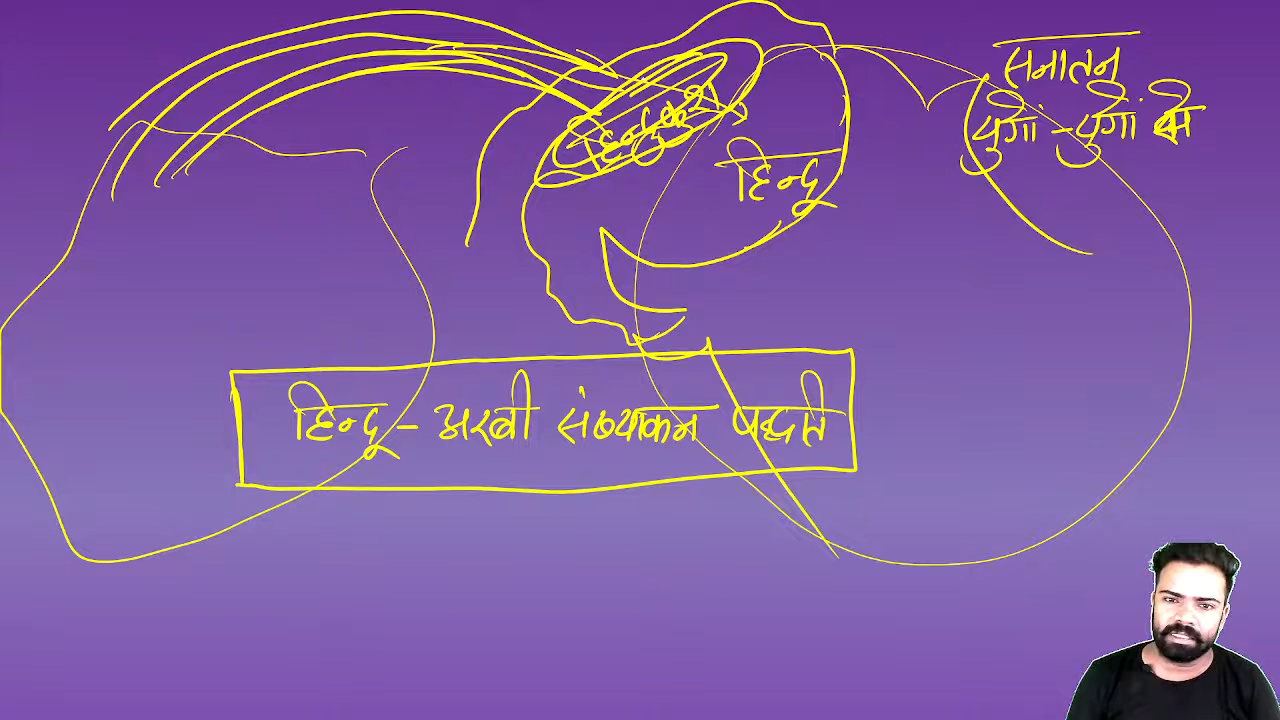 सनातन
युगां - युगां से
हिन्दुकुश
हिन्दू
हिन्दू - अरबी संख्याकन पद्धति